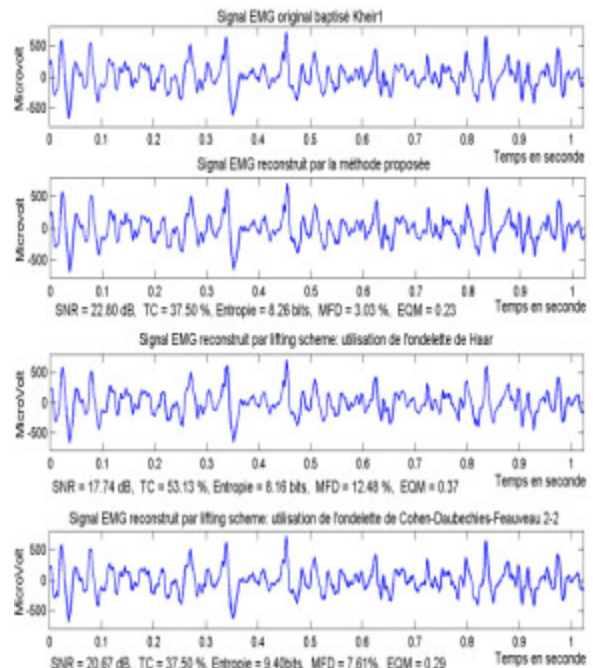 Signal EMG original baptisé Kheir1
Microvolt
500
0
-500
0 0.1 0.2 0.3 0.4 0.5 0.6 0.7 0.8 0.9 1
Temps en seconde
Signal EMG reconstruit par la méthode proposée
Microvolt
500
0
-500
0 0.1 0.2 0.3 0.4 0.5 0.6 0.7 0.8 0.9 1
SNR = 22.80 dB, TC = 37.50 %, Entropie = 8.26 bits, MFD = 3.03 %, EQM = 0.23
Temps en seconde
Signal EMG reconstruit par lifting scheme: utilisation de l'ondelette de Haar
MicroVolt
500
0
-500
0 0.1 0.2 0.3 0.4 0.5 0.6 0.7 0.8 0.9 1
SNR = 17.74 dB, TC = 53.13 %, Entropie = 8.16 bits, MFD = 12.48 %, EQM = 0.37
Temps en seconde
Signal EMG reconstruit par lifting scheme: utilisation de l'ondelette de Cohen-Daubechies-Feauveau 2-2
MicroVolt
500
0
-500
0 0.1 0.2 0.3 0.4 0.5 0.6 0.7 0.8 0.9 1
SNR = 20.67 dB, TC = 37.50 %, Entropie = 9.40bits, MFD = 7.61%, EQM = 0.29
Temps en seconde